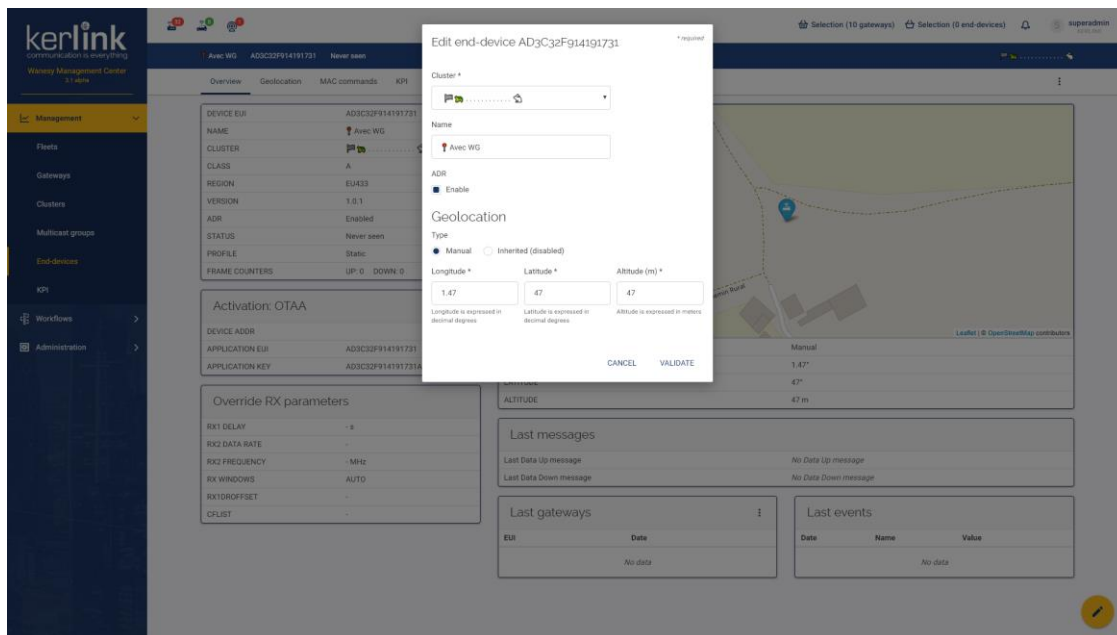 kerlink
communication is everything
Wanesy Management Center
3.1 alpha
Management
Fleets
Gateways
Clusters
Multicast groups
End-devices
KPI
Workflows
Administration
Selection (10 gateways)
Selection (0 end-devices)
superadmin
Avec WG AD3C32F914191731 Never seen
Overview Geolocation MAC commands KPI
DEVICE EUI AD3C32F914191731
NAME Avec WG
CLUSTER
CLASS A
REGION EU433
VERSION 1.0.1
ADR Enabled
STATUS Never seen
PROFILE Static
FRAME COUNTERS UP: 0 DOWN: 0
Activation: OTAA
DEVICE ADDR
APPLICATION EUI AD3C32F914191731
APPLICATION KEY AD3C32F914191731A
Override RX parameters
RX1 DELAY - s
RX2 DATA RATE -
RX2 FREQUENCY - MHz
RX WINDOWS AUTO
RX1DROFFSET -
CFLIST -
Edit end-device AD3C32F914191731
* required
Cluster *
Name
Avec WG
ADR
Enable
Geolocation
Type
Manual Inherited (disabled)
Longitude * Latitude * Altitude (m) *
1.47 47 47
Longitude is expressed in decimal degrees
Latitude is expressed in decimal degrees
Altitude is expressed in meters
CANCEL VALIDATE
Rural
Leaflet | © OpenStreetMap contributors
Manual
1.47°
LATITUDE 47°
ALTITUDE 47 m
Last messages
Last Data Up message No Data Up message
Last Data Down message No Data Down message
Last gateways
EUI Date
No data
Last events
Date Name Value
No data